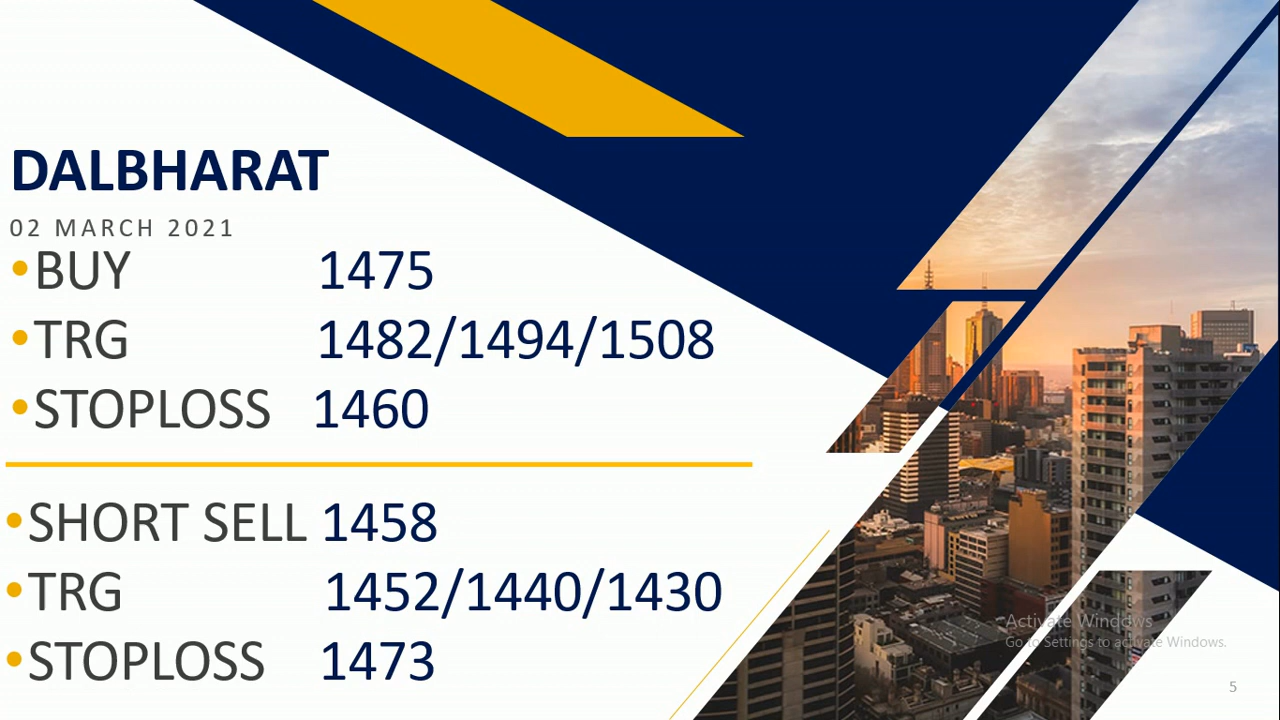 DALBHARAT
02 MARCH 2021
•BUY 1475
•TRG 1482/1494/1508
•STOPLOSS 1460
•SHORT SELL 1458
•TRG 1452/1440/1430
•STOPLOSS 1473
Activate Windows
Go to Settings to activate Windows.
5